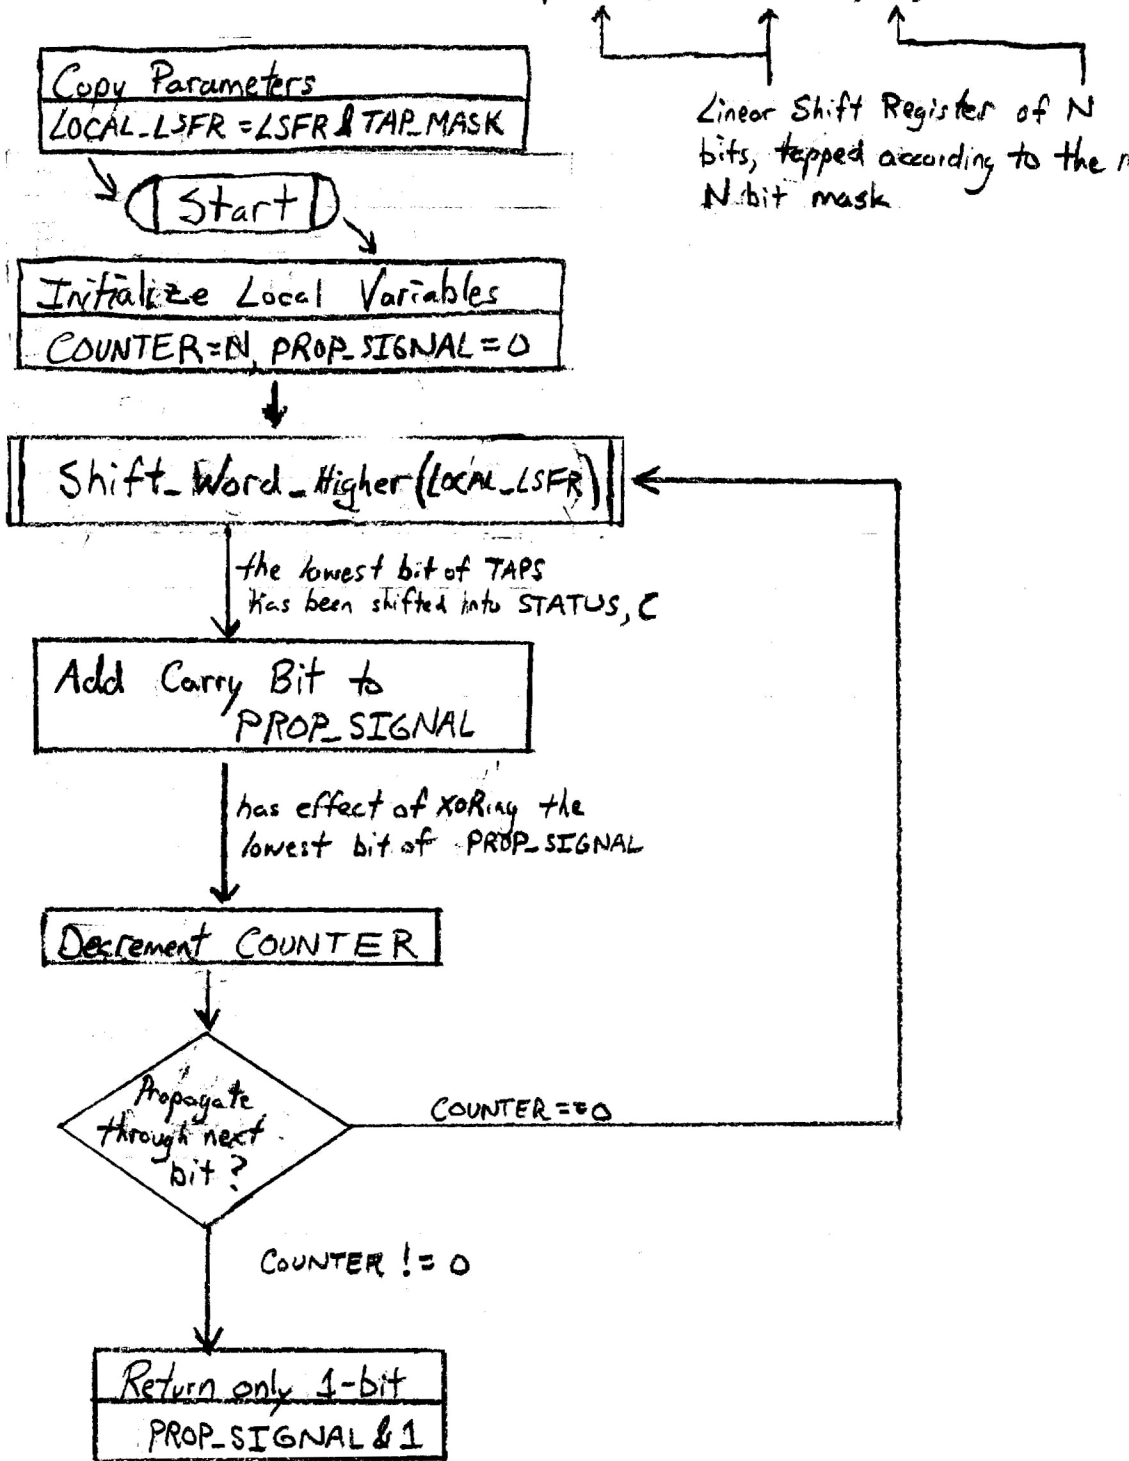 Copy Parameters
LOCAL_LSFR = LSFR & TAP_MASK
Start
Linear Shift Register of N
bits, tapped according to the
N bit mask
Initialize Local Variables
COUNTER=N, PROP_SIGNAL=0
Shift_Word_Higher(LOCAL_LSFR)
the lowest bit of TAPS
has been shifted into STATUS, C
Add Carry Bit to
PROP_SIGNAL
has effect of XORing the
lowest bit of PROP_SIGNAL
Decrement COUNTER
Propagate
through next
bit?
COUNTER==0
COUNTER != 0
Return only 1-bit
PROP_SIGNAL & 1